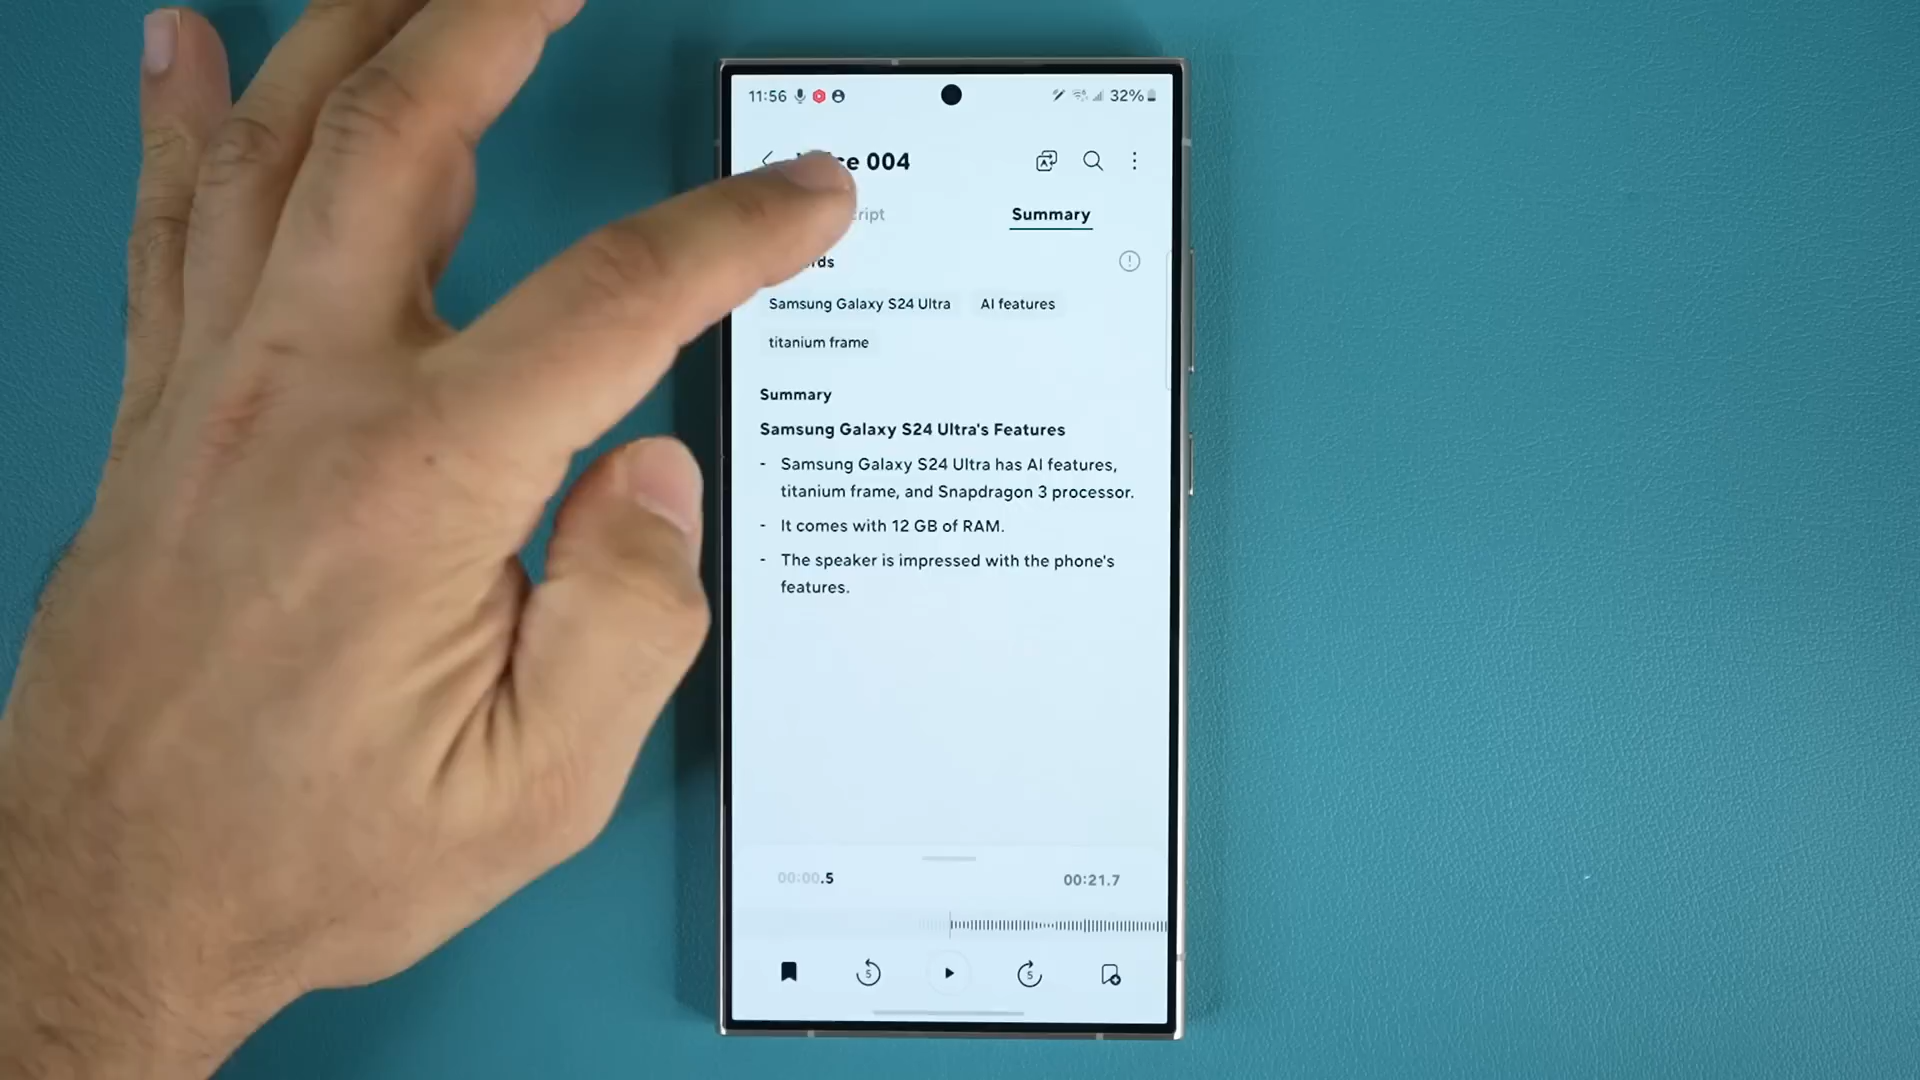 11:56 32%
004
Summary
Samsung Galaxy S24 Ultra AI features
titanium frame
Summary
Samsung Galaxy S24 Ultra's Features
- Samsung Galaxy S24 Ultra has AI features,
titanium frame, and Snapdragon 3 processor.
- It comes with 12 GB of RAM.
- The speaker is impressed with the phone's
features.
00:00.5 00:21.7
5 5